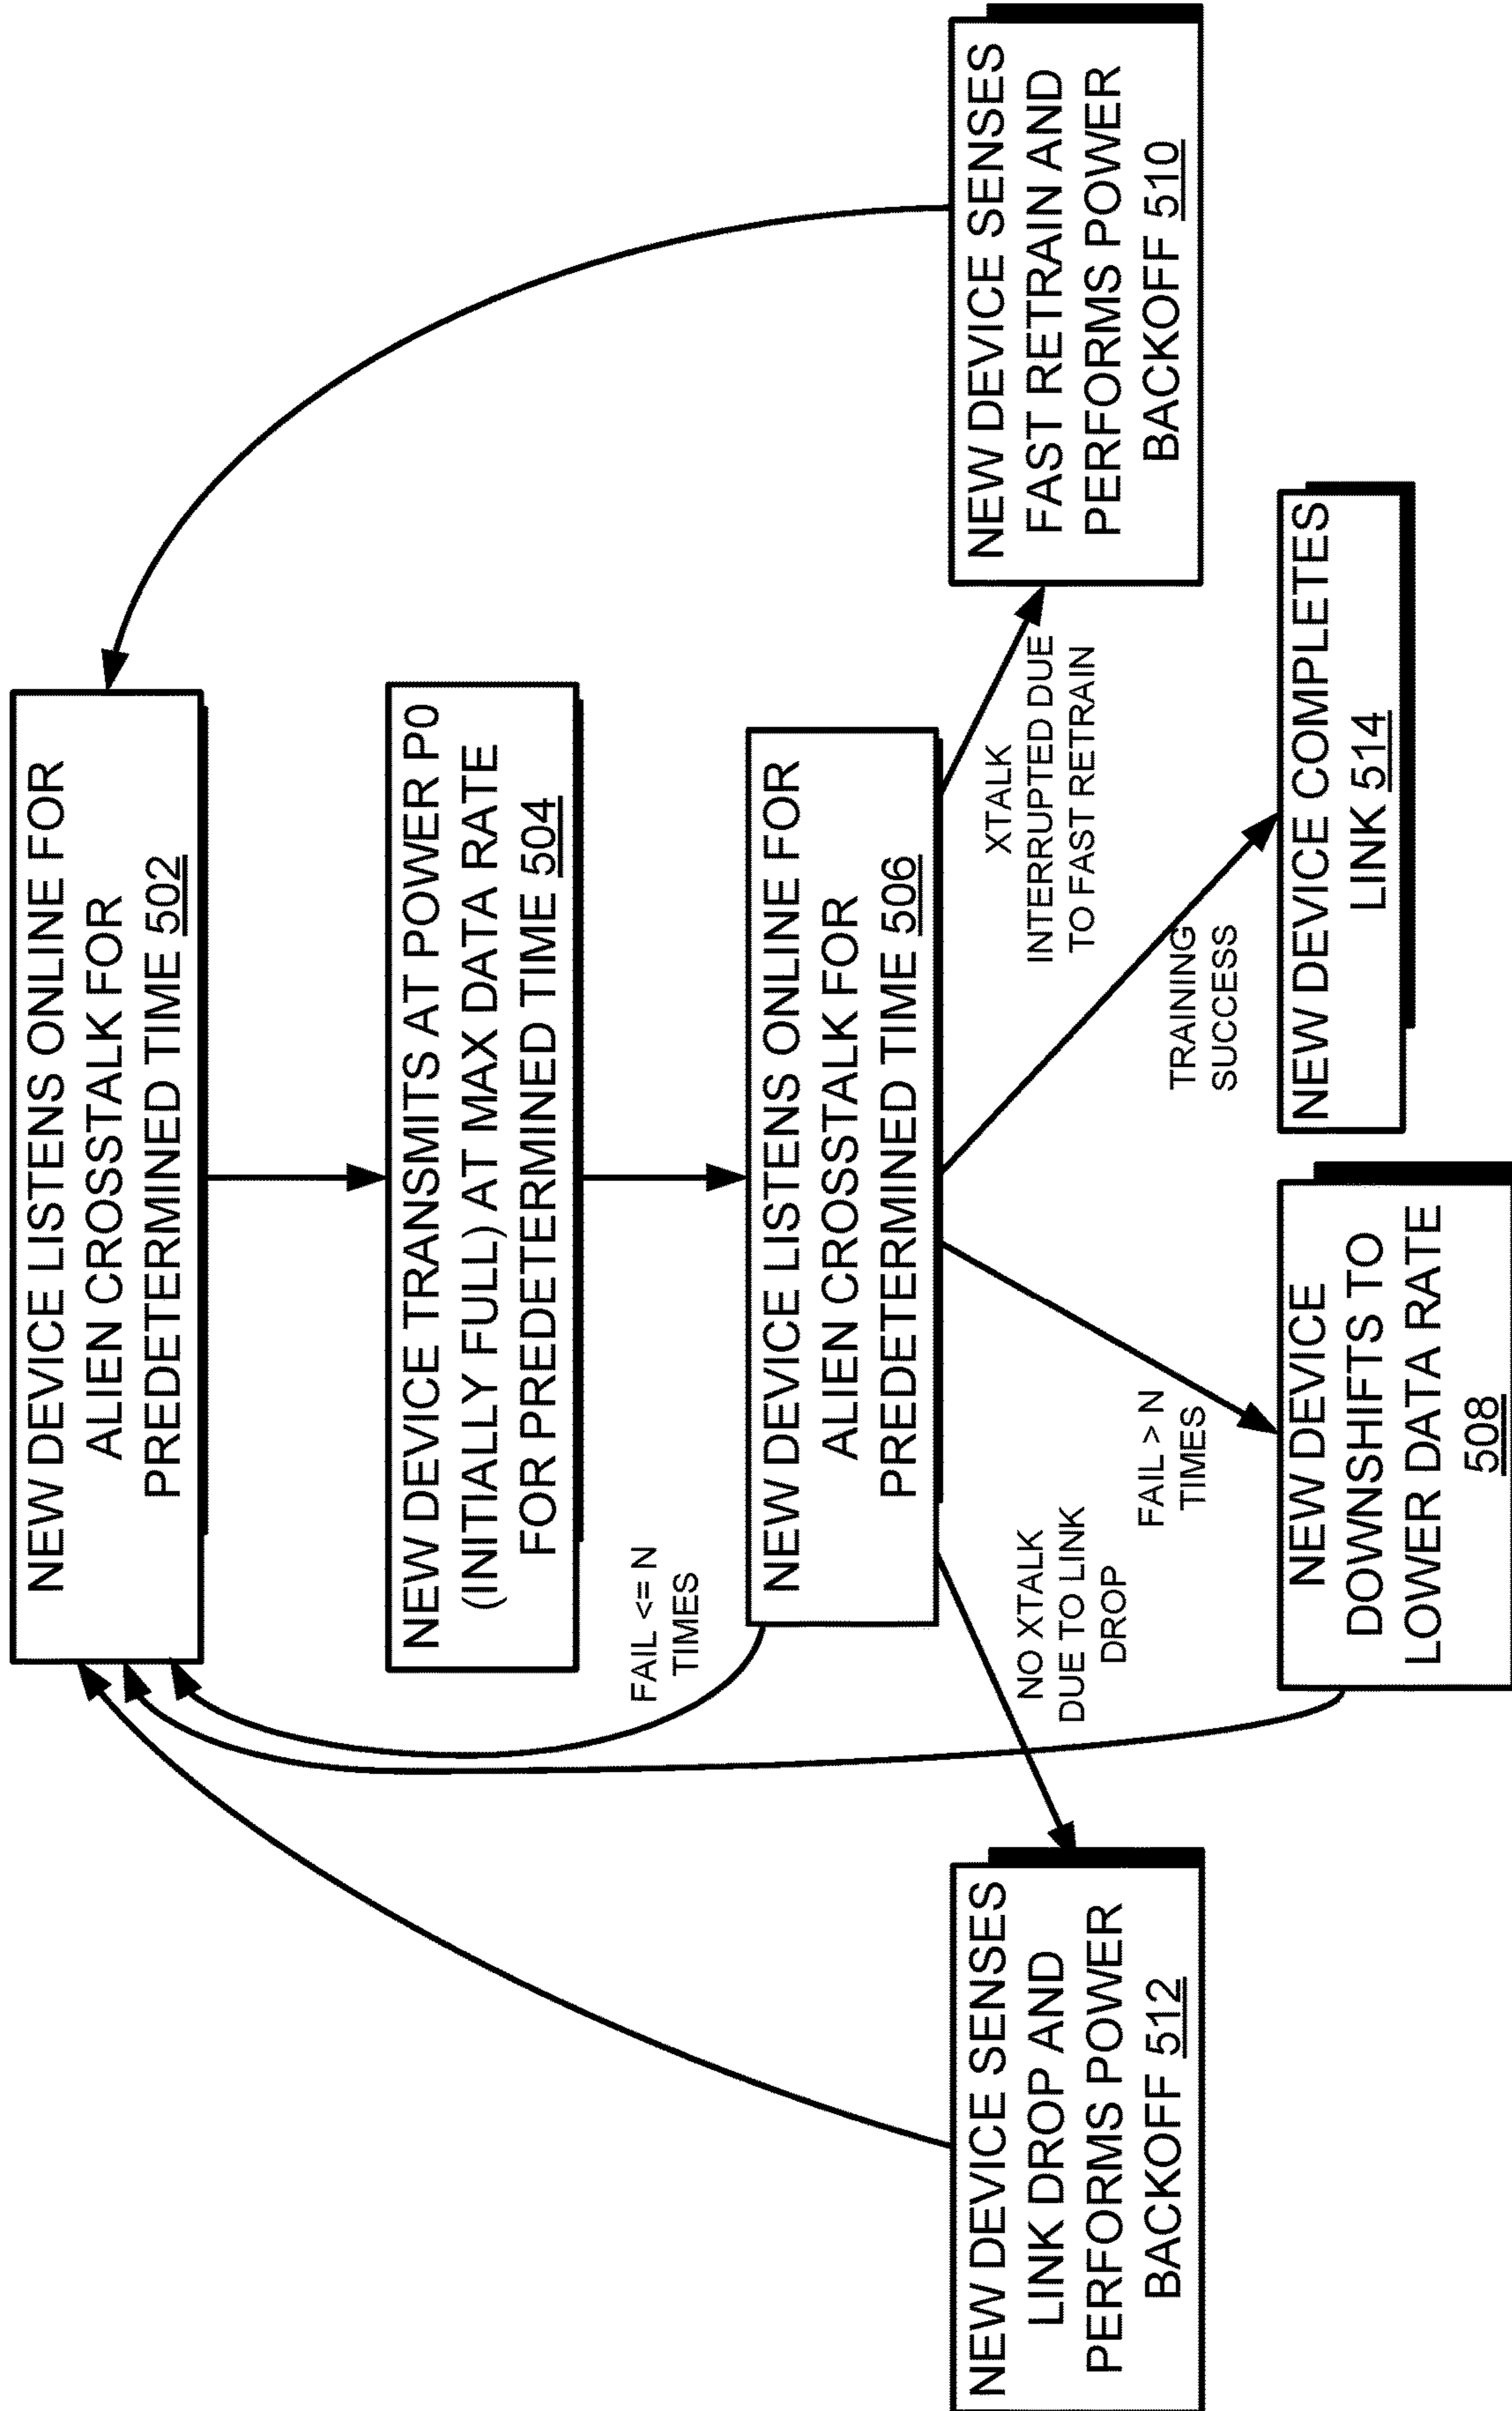 NEW DEVICE LISTENS ONLINE FOR
ALIEN CROSSTALK FOR
PREDETERMINED TIME 502
NEW DEVICE TRANSMITS AT POWER P0
(INITIALLY FULL) AT MAX DATA RATE
FOR PREDETERMINED TIME 504
FAIL <= N
TIMES
NEW DEVICE LISTENS ONLINE FOR
ALIEN CROSSTALK FOR
PREDETERMINED TIME 506
NO XTALK
DUE TO LINK
DROP
FAIL > N
TIMES
TRAINING
SUCCESS
XTALK
INTERRUPTED DUE
TO FAST RETRAIN
NEW DEVICE SENSES
LINK DROP AND
PERFORMS POWER
BACKOFF 512
NEW DEVICE
DOWNSHIFTS TO
LOWER DATA RATE
508
NEW DEVICE COMPLETES
LINK 514
NEW DEVICE SENSES
FAST RETRAIN AND
PERFORMS POWER
BACKOFF 510